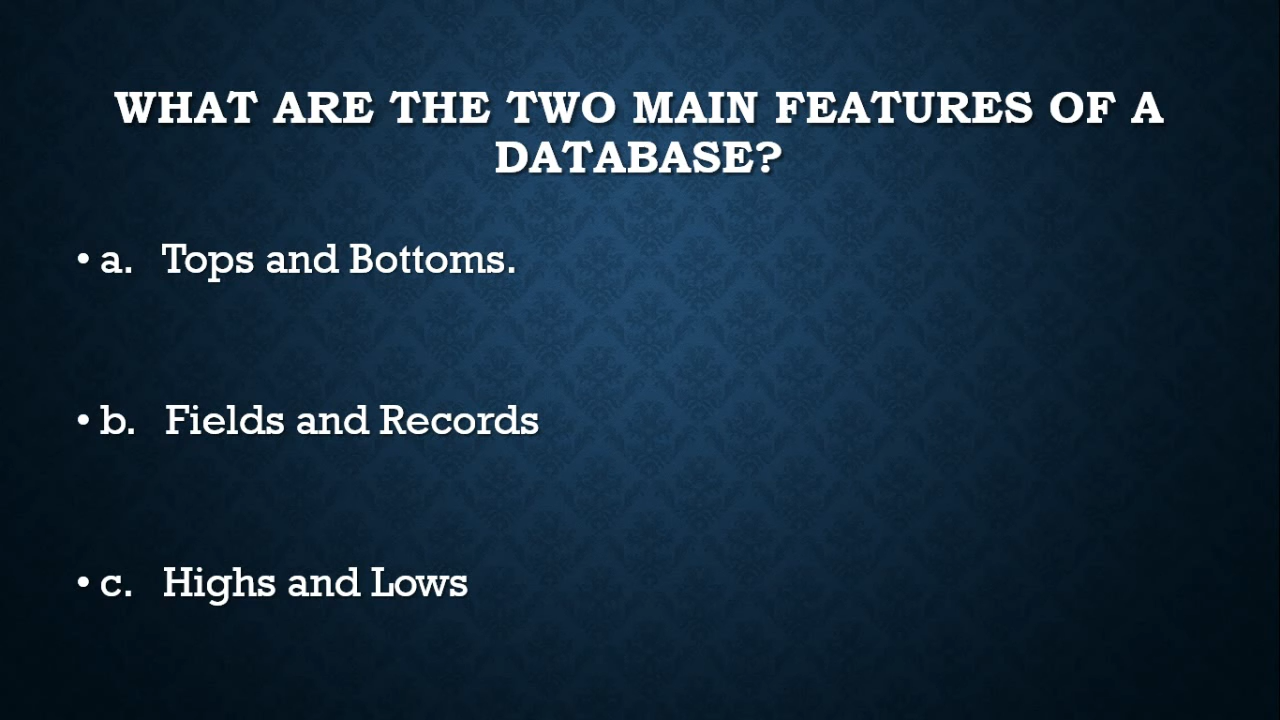 WHAT ARE THE TWO MAIN FEATURES OF A
DATABASE?
• a. Tops and Bottoms.
• b. Fields and Records
• c. Highs and Lows